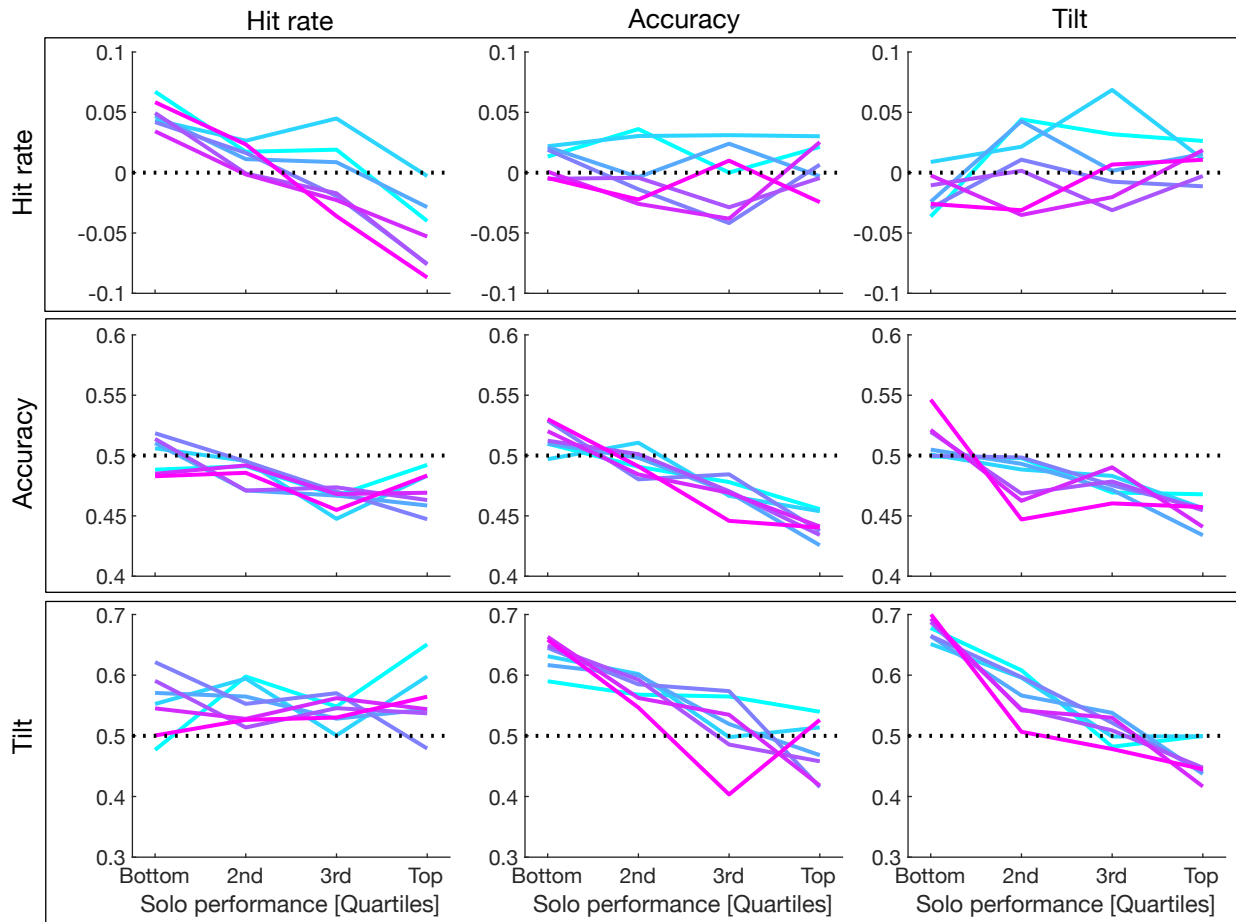 Hit rate Accuracy Tilt
Hit rate
0.1 0.1 0.1
0.05 0.05 0.05
0 0 0
-0.05 -0.05 -0.05
-0.1 -0.1 -0.1
Accuracy
0.6 0.6 0.6
0.55 0.55 0.55
0.5 0.5 0.5
0.45 0.45 0.45
0.4 0.4 0.4
Tilt
0.7 0.7 0.7
0.6 0.6 0.6
0.5 0.5 0.5
0.4 0.4 0.4
0.3 0.3 0.3
Bottom 2nd 3rd Top Bottom 2nd 3rd Top Bottom 2nd 3rd Top
Solo performance [Quartiles] Solo performance [Quartiles] Solo performance [Quartiles]